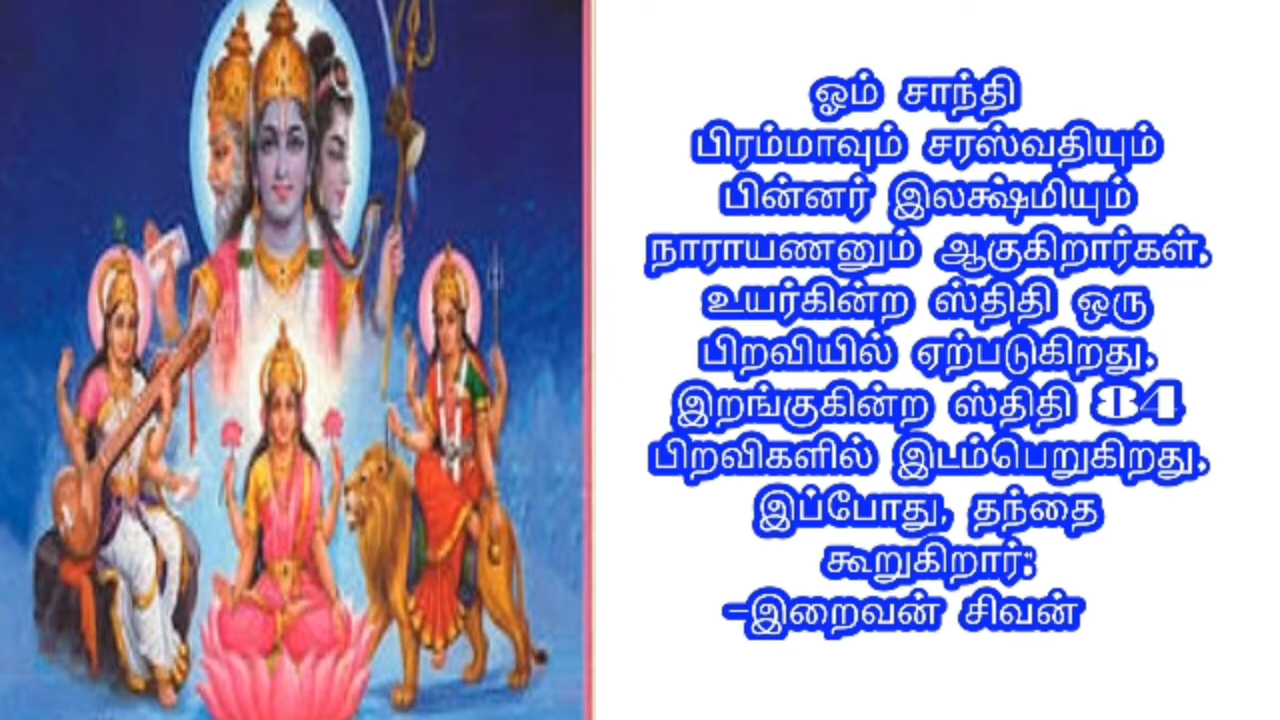 ஓம் சாந்தி
பிரம்மாவும் சரஸ்வதியும்
பின்னர் இலக்ஷ்மியும்
நாராயணனும் ஆகுகிறார்கள்.
உயர்கின்ற ஸ்திதி ஒரு
பிறவியில் ஏற்படுகிறது.
இறங்குகின்ற ஸ்திதி 84
பிறவிகளில் இடம்பெறுகிறது.
இப்போது, தந்தை
கூறுகிறார்:
-இறைவன் சிவன்